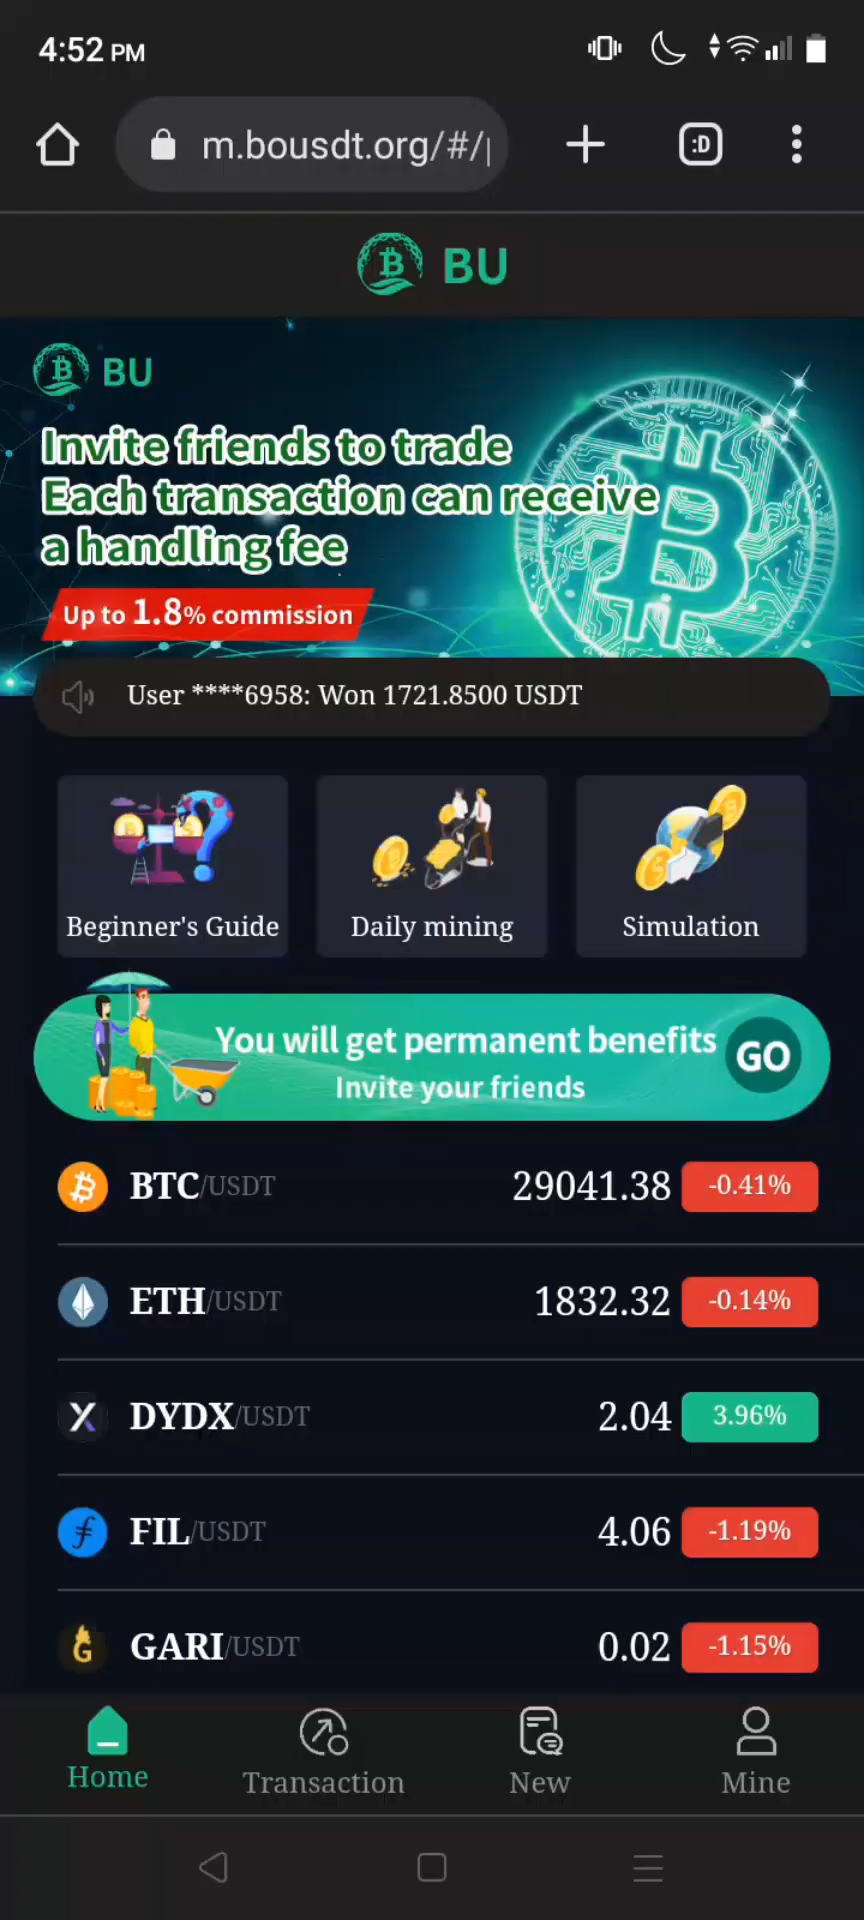 4:52 PM
m.bousdt.org/#/
:D
BU
BU
Invite friends to trade
Each transaction can receive
a handling fee
Up to 1.8% commission
User ****6958: Won 1721.8500 USDT
Beginner's Guide
Daily mining
Simulation
You will get permanent benefits
Invite your friends
GO
BTC/USDT 29041.38 -0.41%
ETH/USDT 1832.32 -0.14%
DYDX/USDT 2.04 3.96%
FIL/USDT 4.06 -1.19%
GARI/USDT 0.02 -1.15%
Home
Transaction
New
Mine